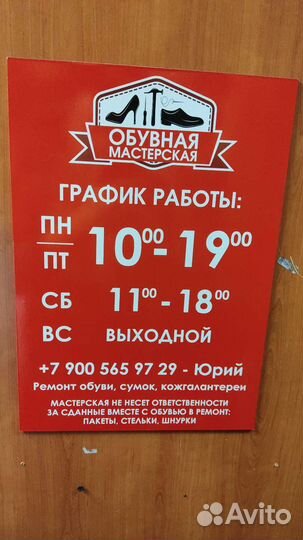 ОБУВНАЯ
МАСТЕРСКАЯ
ГРАФИК РАБОТЫ:
ПН
ПТ
10⁰⁰ - 19⁰⁰
СБ 11⁰⁰ - 18⁰⁰
ВС ВЫХОДНОЙ
+7 900 565 97 29 - Юрий
Ремонт обуви, сумок, кожгалантереи
МАСТЕРСКАЯ НЕ НЕСЕТ ОТВЕТСТВЕННОСТИ
ЗА СДАННЫЕ ВМЕСТЕ С ОБУВЬЮ В РЕМОНТ:
ПАКЕТЫ, СТЕЛЬКИ, ШНУРКИ
Avito